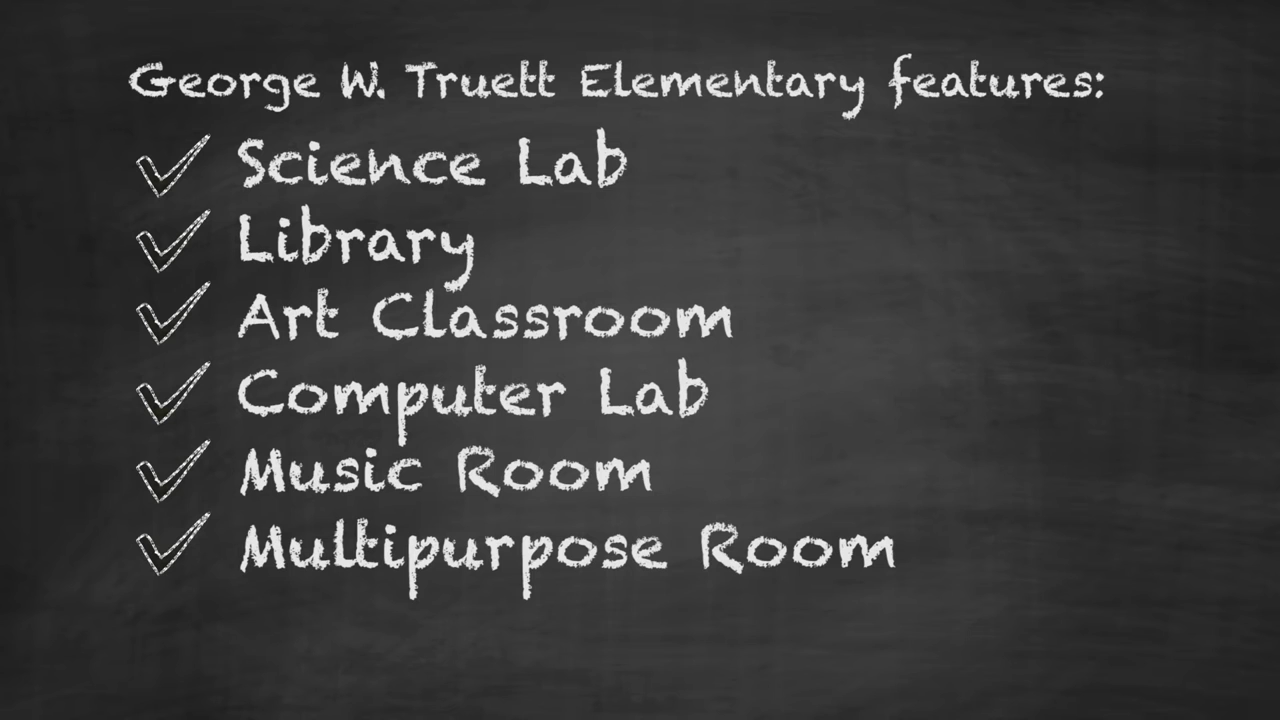 George W. Truett Elementary features:
Science Lab
Library
Art Classroom
Computer Lab
Music Room
Multipurpose Room